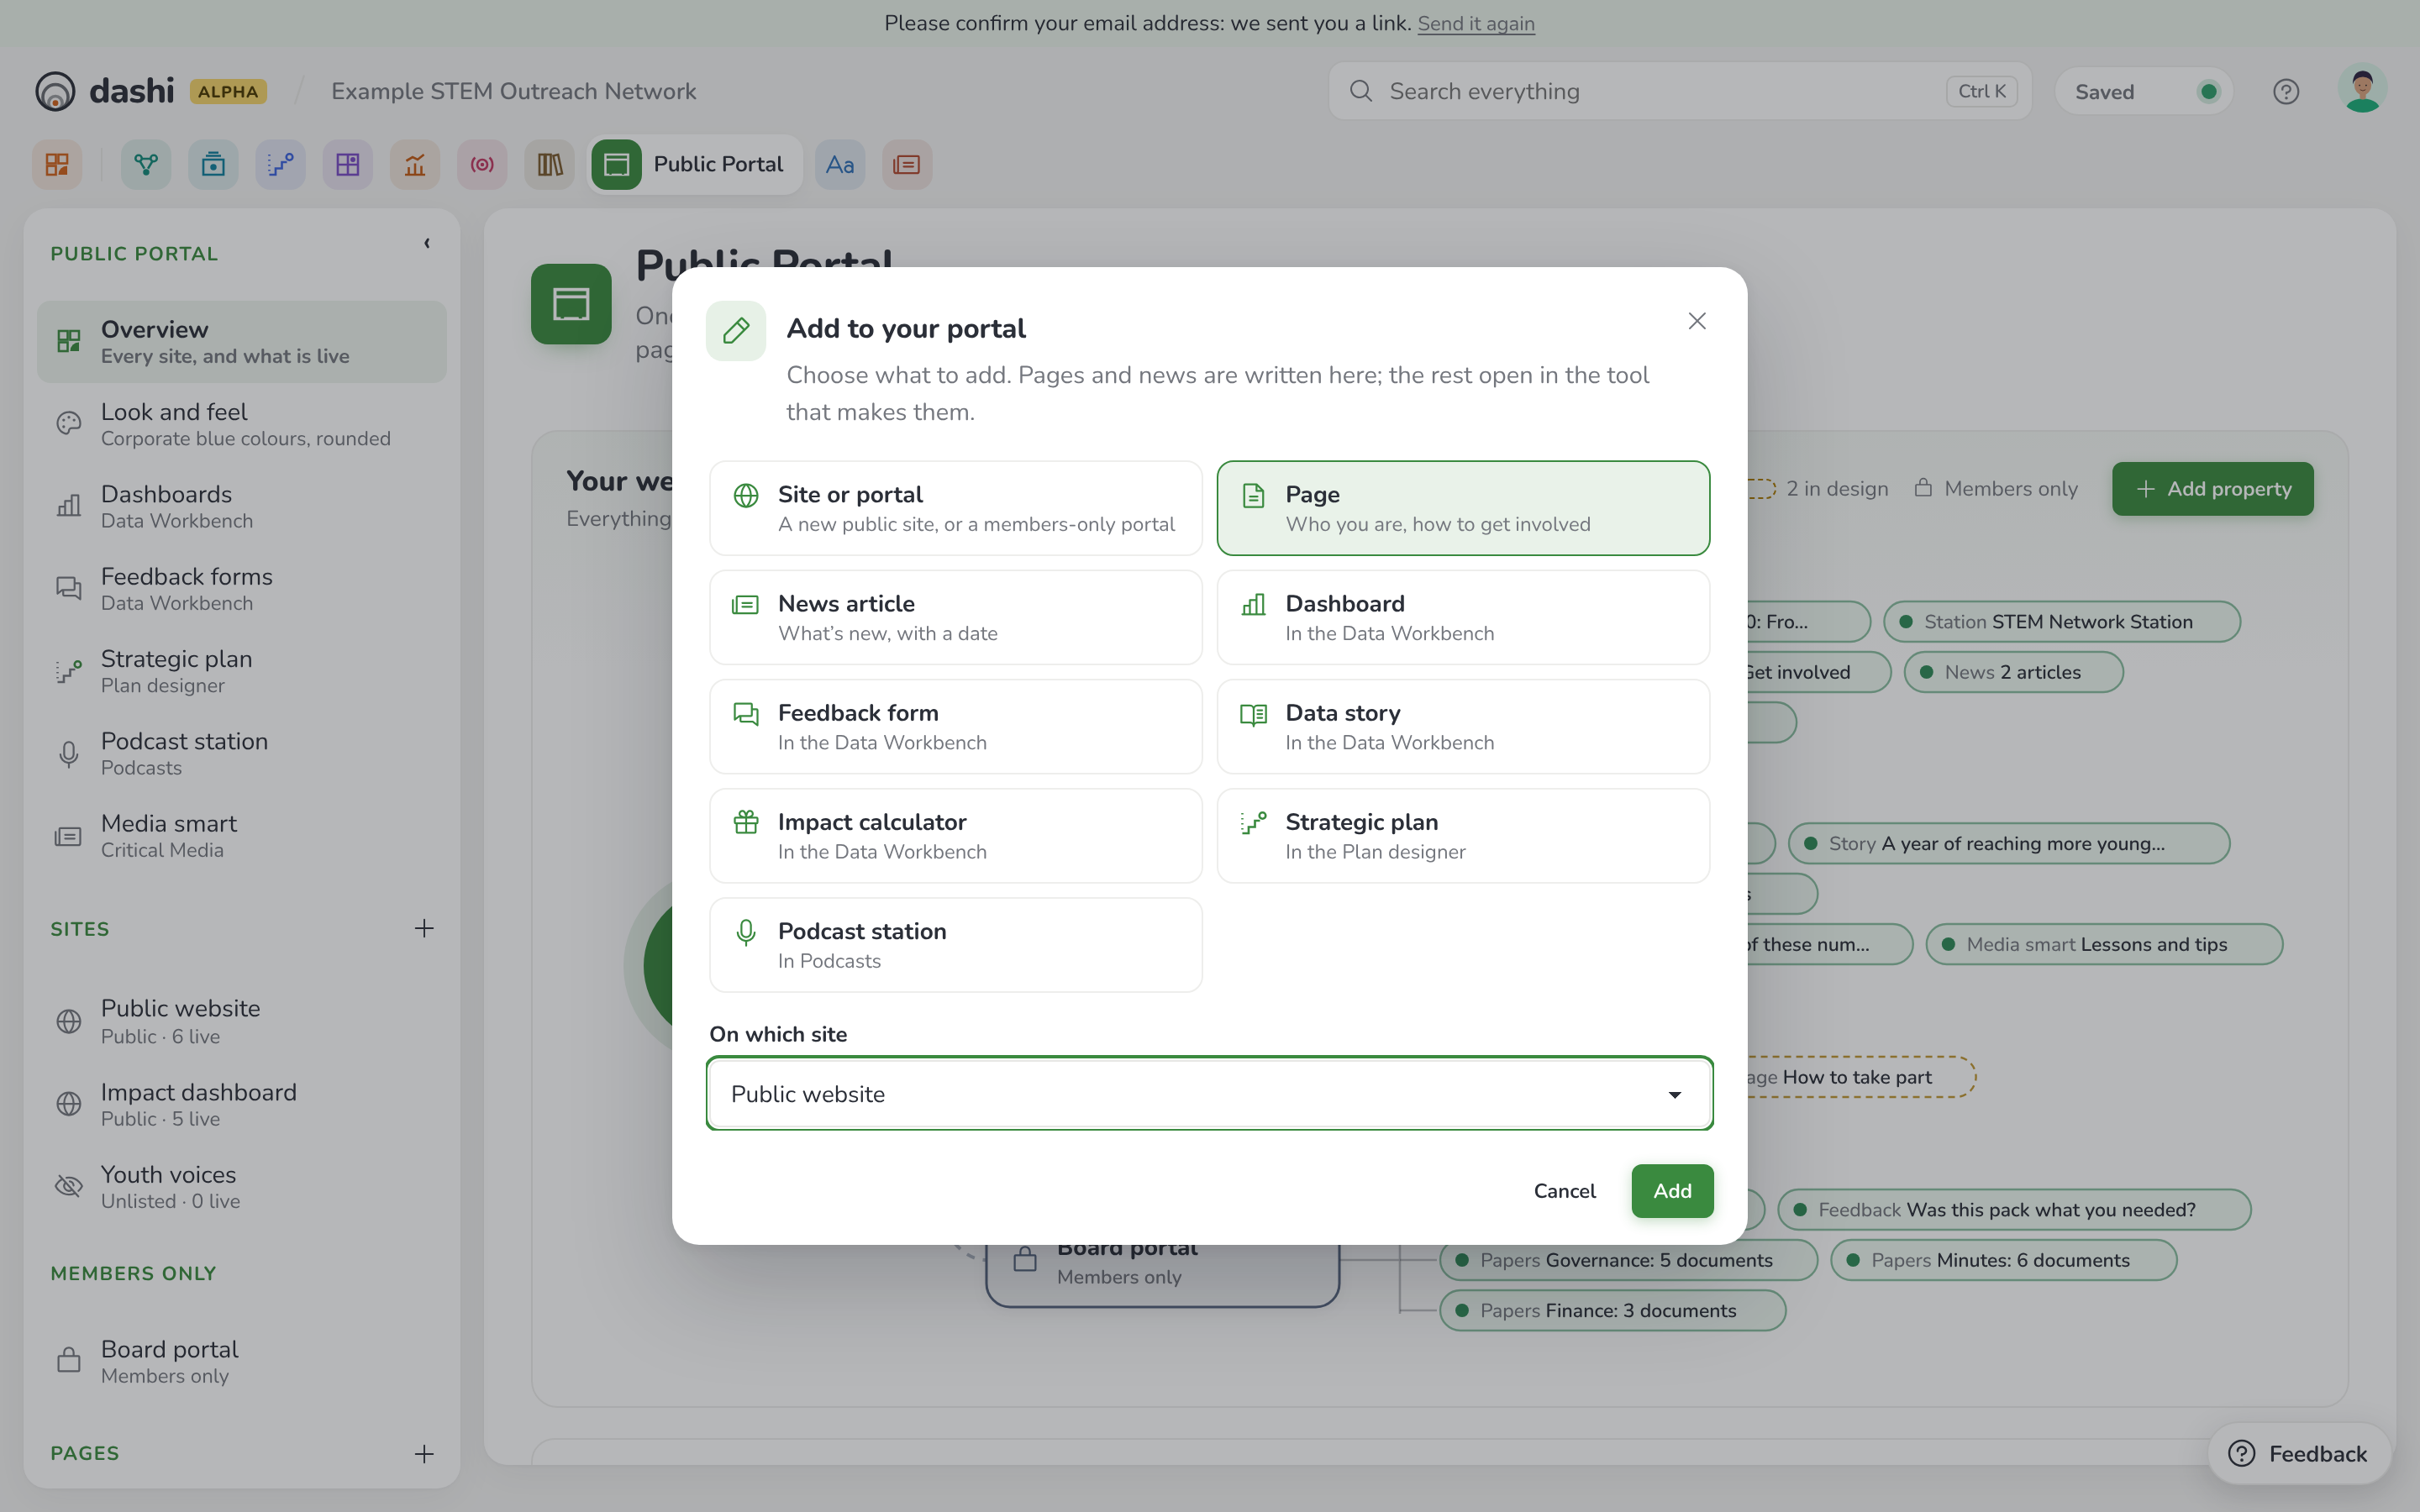 Please confirm your email address: we sent you a link. Send it again
dashi ALPHA / Example STEM Outreach Network
Search everything Ctrl K
Saved
Public Portal
Aa
PUBLIC PORTAL
Overview
Every site, and what is live
Look and feel
Corporate blue colours, rounded
Dashboards
Data Workbench
Feedback forms
Data Workbench
Strategic plan
Plan designer
Podcast station
Podcasts
Media smart
Critical Media
SITES
Public website
Public · 6 live
Impact dashboard
Public · 5 live
Youth voices
Unlisted · 0 live
MEMBERS ONLY
Board portal
Members only
PAGES
Public Portal
Your we
Everything
2 in design
Members only
Add property
Add to your portal
Choose what to add. Pages and news are written here; the rest open in the tool
that makes them.
Site or portal
A new public site, or a members-only portal
Page
Who you are, how to get involved
News article
What's new, with a date
Dashboard
In the Data Workbench
Feedback form
In the Data Workbench
Data story
In the Data Workbench
Impact calculator
In the Data Workbench
Strategic plan
In the Plan designer
Podcast station
In Podcasts
On which site
Public website
Cancel
Add
0: Fro...
Station STEM Network Station
Get involved
News 2 articles
Story A year of reaching more young...
of these num...
Media smart Lessons and tips
How to take part
Feedback Was this pack what you needed?
Board portal
Members only
Papers Governance: 5 documents
Papers Minutes: 6 documents
Papers Finance: 3 documents
Feedback